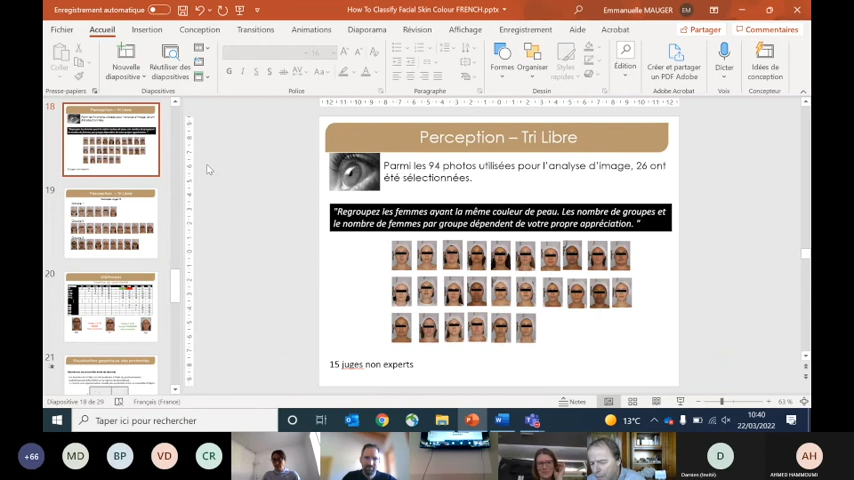 Enregistrement automatique
How To Classify Facial Skin Colour FRENCH.pptx
Emmanuelle MAUGER
EM
Fichier Accueil Insertion Conception Transitions Animations Diaporama Révision Affichage Enregistrement Aide Acrobat
Partager
Commentaires
Coller
Nouvelle diapositive
Réutiliser des diapositives
Formes
Organiser
Styles rapides
Édition
Créer et partager un PDF Adobe
Dicter
Idées de conception
Presse-papiers
Diapositives
Police
Paragraphe
Dessin
Adobe Acrobat
Voix
Concepteur
18
Perception – Tri Libre
19
Perception – Tri Libre
20
21
Perception – Tri Libre
Parmi les 94 photos utilisées pour l'analyse d'image, 26 ont
été sélectionnées.
"Regroupez les femmes ayant la même couleur de peau. Les nombre de groupes et
le nombre de femmes par groupe dépendent de votre propre appréciation. "
15 juges non experts
Diapositive 18 de 29
Français (France)
Notes
63 %
Taper ici pour rechercher
13°C
10:40
22/03/2022
+66
MD
BP
VD
CR
D
Damien (Invité)
AH
AHMED HAMMOUMI